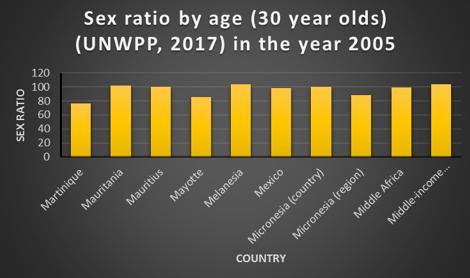 Sex ratio by age (30 year olds)
(UNWPP, 2017) in the year 2005
SEX RATIO
120
100
80
60
40
20
0
Martinique
Mauritania
Mauritius
Mayotte
Melanesia
Mexico
Micronesia (country)
Micronesia (region)
Middle Africa
Middle-income...
COUNTRY